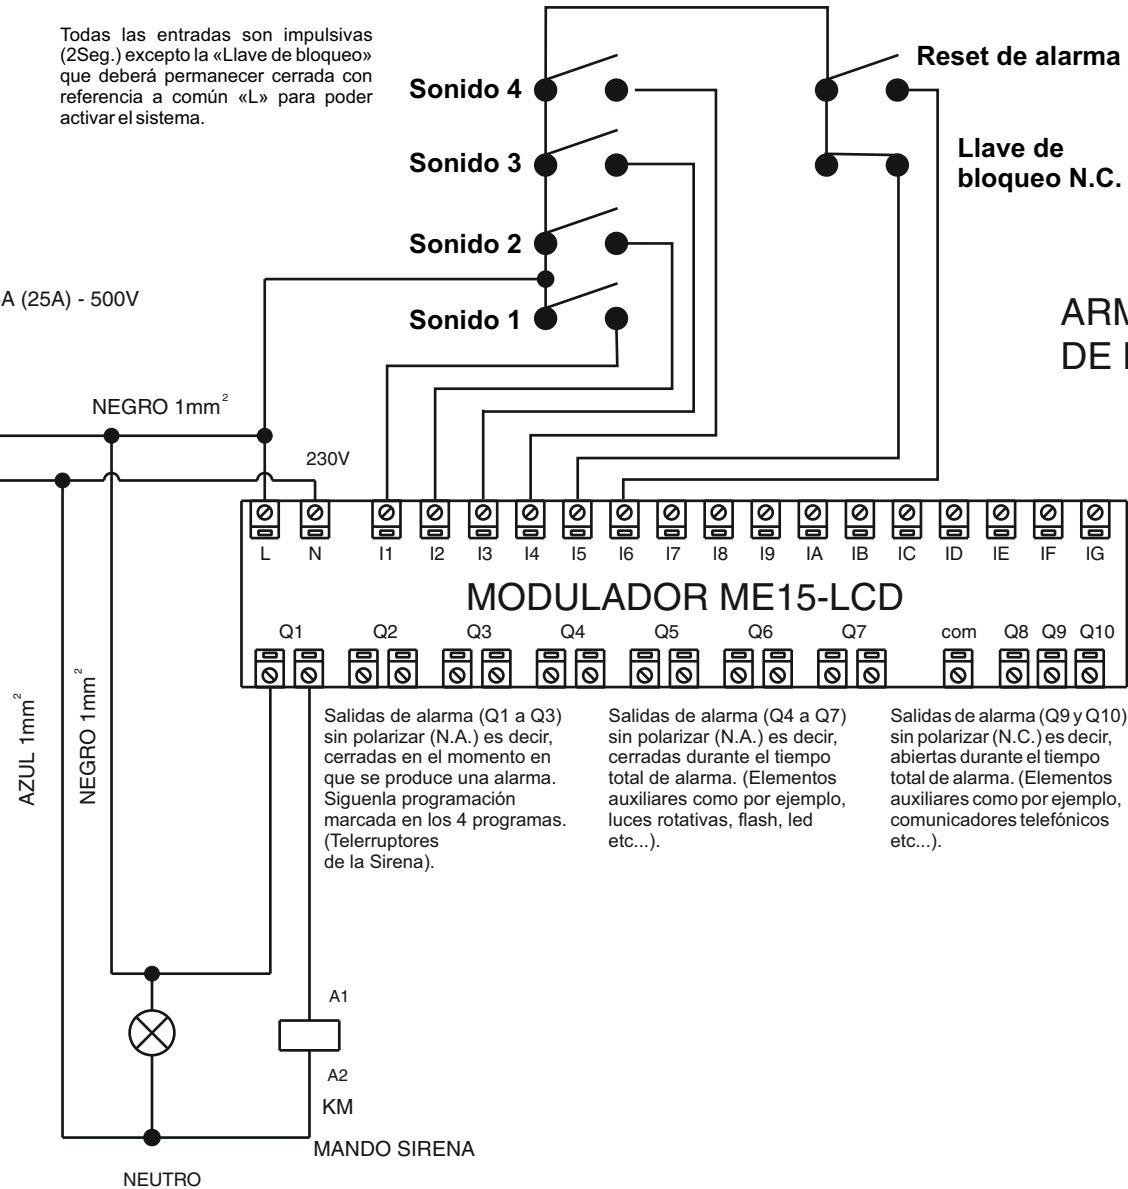 Todas las entradas son impulsivas
(2Seg.) excepto la «Llave de bloqueo»
que deberá permanecer cerrada con
referencia a común «L» para poder
activar el sistema.
Sonido 4
Reset de alarma
Sonido 3
Llave de
bloqueo N.C.
Sonido 2
A (25A) - 500V
Sonido 1
ARM
DE
NEGRO 1mm²
230V
L N I1 I2 I3 I4 I5 I6 I7 I8 I9 IA IB IC ID IE IF IG
MODULADOR ME15-LCD
Q1 Q2 Q3 Q4 Q5 Q6 Q7 com Q8 Q9 Q10
AZUL 1mm²
NEGRO 1mm²
Salidas de alarma (Q1 a Q3)
sin polarizar (N.A.) es decir,
cerradas en el momento en
que se produce una alarma.
Siguenla programación
marcada en los 4 programas.
(Telerruptores
de la Sirena).
Salidas de alarma (Q4 a Q7)
sin polarizar (N.A.) es decir,
cerradas durante el tiempo
total de alarma. (Elementos
auxiliares como por ejemplo,
luces rotativas, flash, led
etc...).
Salidas de alarma (Q9 y Q10)
sin polarizar (N.C.) es decir,
abiertas durante el tiempo
total de alarma. (Elementos
auxiliares como por ejemplo,
comunicadores telefónicos
etc...).
A1
A2
KM
MANDO SIRENA
NEUTRO